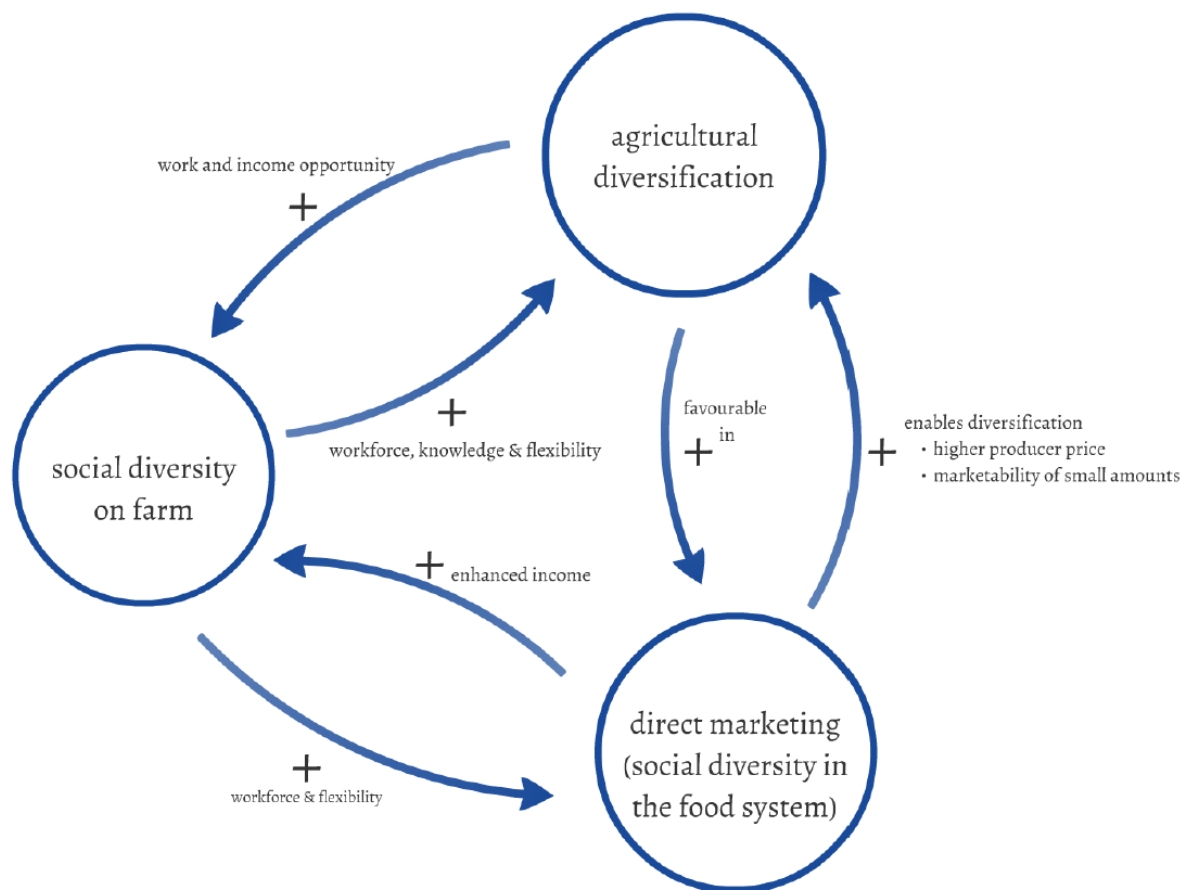 agricultural
diversification
work and income opportunity
+
+
workforce, knowledge & flexibility
favourable
+ in
+
enables diversification
• higher producer price
• marketability of small amounts
social diversity
on farm
+ enhanced income
+
workforce & flexibility
direct marketing
(social diversity in
the food system)